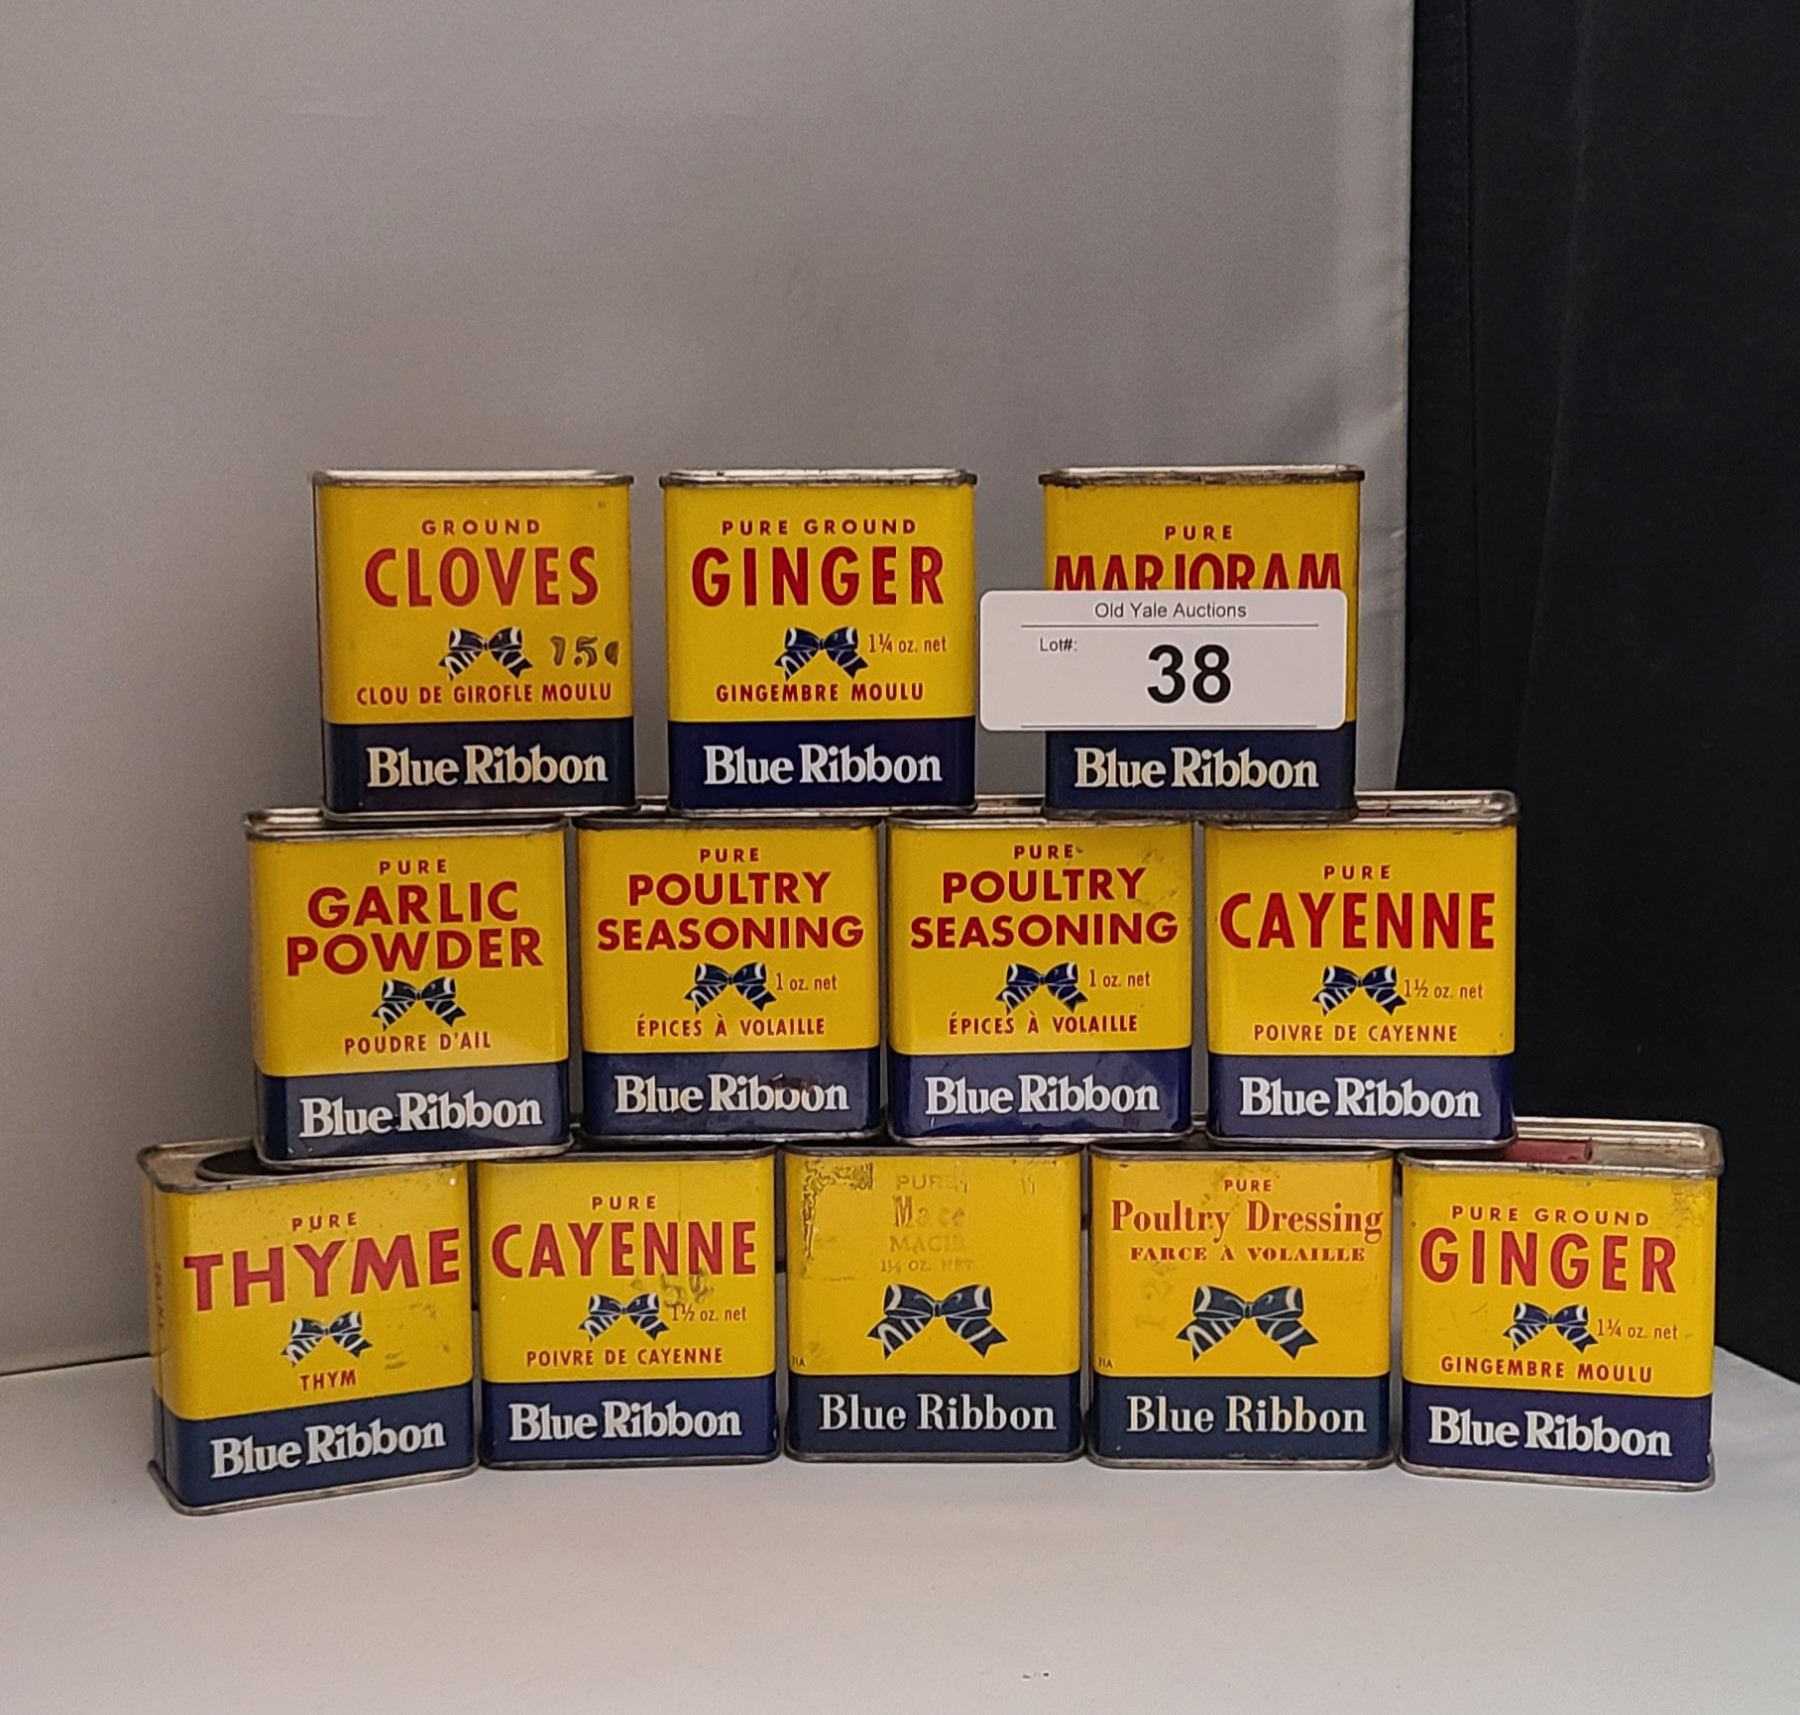 GROUND
CLOVES
15¢
CLOU DE GIROFLE MOULU
Blue Ribbon
PURE GROUND
GINGER
1¼ oz. net
GINGEMBRE MOULU
Blue Ribbon
PURE
MARJORAM
Old Yale Auctions
Lot#:
38
Blue Ribbon
PURE
GARLIC
POWDER
POUDRE D'AIL
Blue Ribbon
PURE
POULTRY
SEASONING
1 oz. net
ÉPICES À VOLAILLE
Blue Ribbon
PURE
POULTRY
SEASONING
1 oz. net
ÉPICES À VOLAILLE
Blue Ribbon
PURE
CAYENNE
1½ oz. net
POIVRE DE CAYENNE
Blue Ribbon
PURE
THYME
THYM
Blue Ribbon
PURE
CAYENNE
1½ oz. net
POIVRE DE CAYENNE
Blue Ribbon
PURE
Mace
MACIS
OZ. NET
Blue Ribbon
PURE
Poultry Dressing
FARCE À VOLAILLE
Blue Ribbon
PURE GROUND
GINGER
1¼ oz. net
GINGEMBRE MOULU
Blue Ribbon